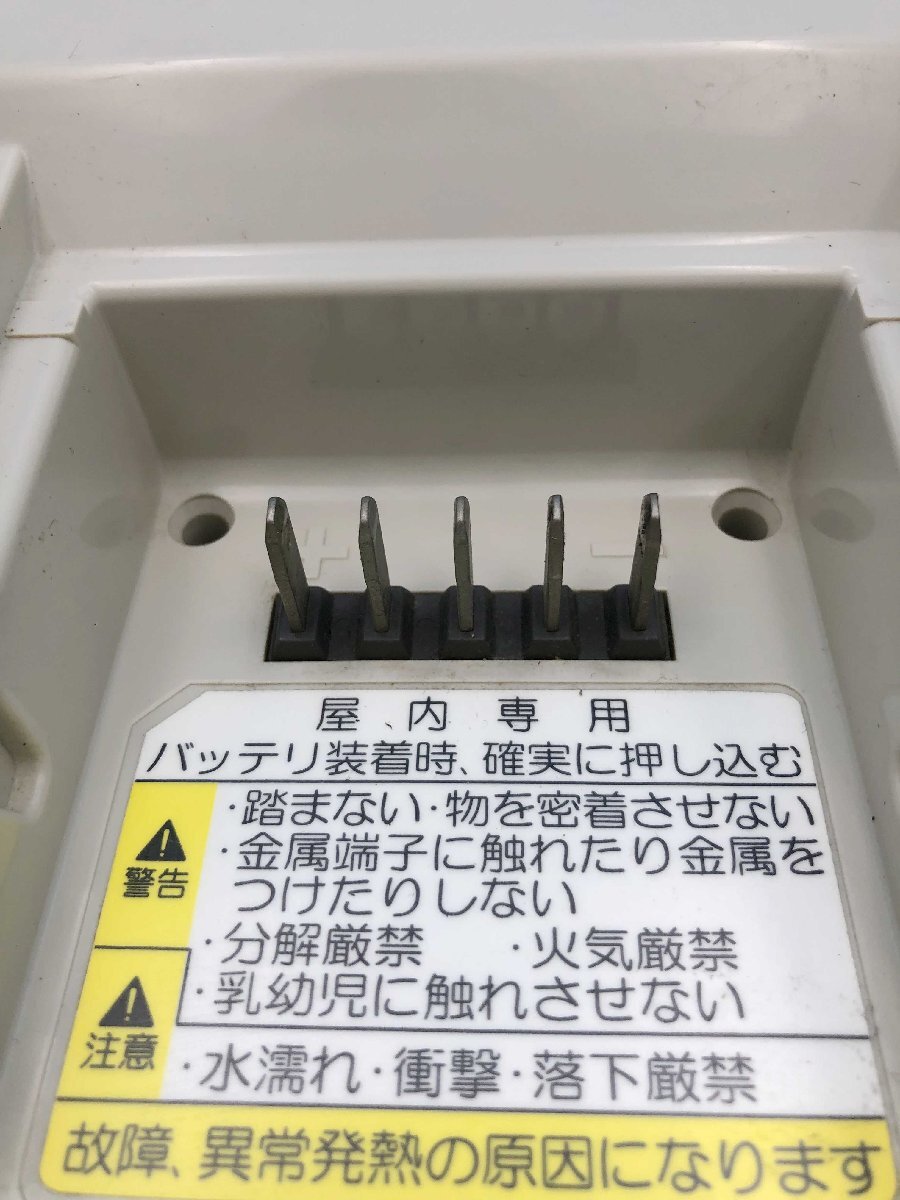 + −
屋内専用
バッテリ装着時、確実に押し込む
警告
・踏まない・物を密着させない
・金属端子に触れたり金属を
つけたりしない
・分解厳禁 ・火気厳禁
・乳幼児に触れさせない
注意
・水濡れ・衝撃・落下厳禁
故障、異常発熱の原因になります